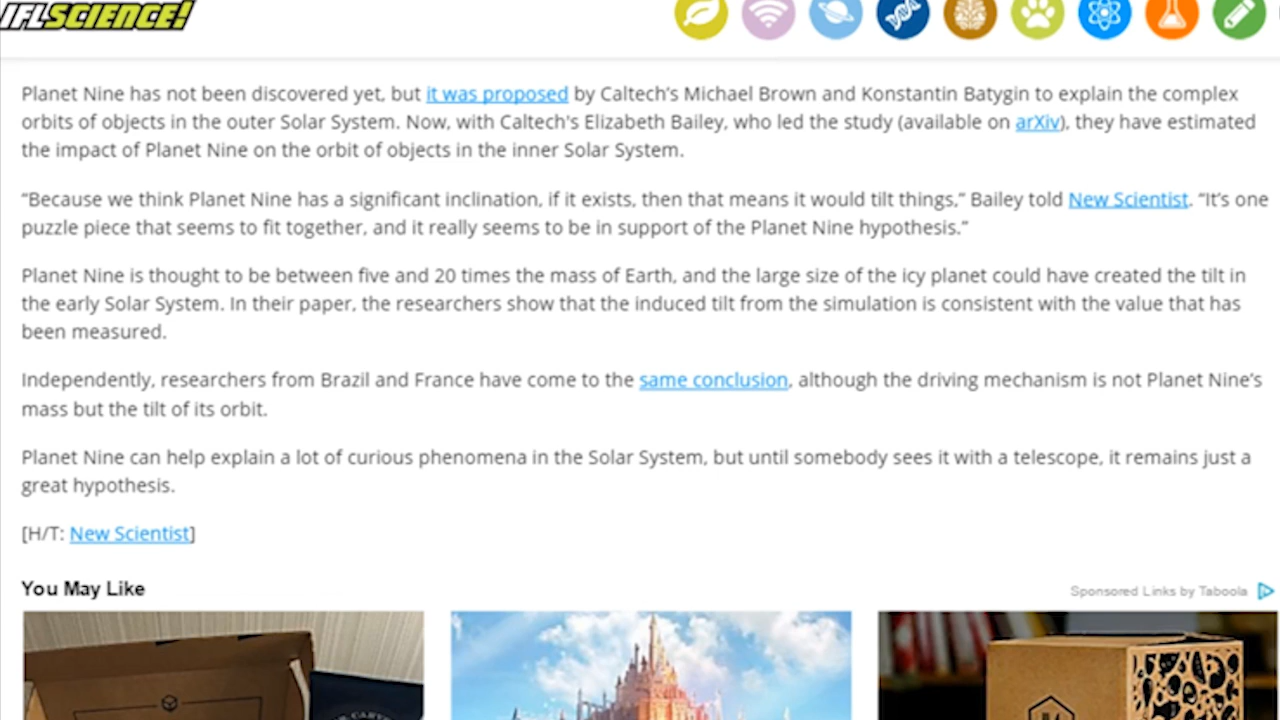 IFLSCIENCE!
Planet Nine has not been discovered yet, but it was proposed by Caltech’s Michael Brown and Konstantin Batygin to explain the complex
orbits of objects in the outer Solar System. Now, with Caltech's Elizabeth Bailey, who led the study (available on arXiv), they have estimated
the impact of Planet Nine on the orbit of objects in the inner Solar System.
“Because we think Planet Nine has a significant inclination, if it exists, then that means it would tilt things,” Bailey told New Scientist. “It’s one
puzzle piece that seems to fit together, and it really seems to be in support of the Planet Nine hypothesis.”
Planet Nine is thought to be between five and 20 times the mass of Earth, and the large size of the icy planet could have created the tilt in
the early Solar System. In their paper, the researchers show that the induced tilt from the simulation is consistent with the value that has
been measured.
Independently, researchers from Brazil and France have come to the same conclusion, although the driving mechanism is not Planet Nine’s
mass but the tilt of its orbit.
Planet Nine can help explain a lot of curious phenomena in the Solar System, but until somebody sees it with a telescope, it remains just a
great hypothesis.
[H/T: New Scientist]
You May Like
Sponsored Links by Taboola